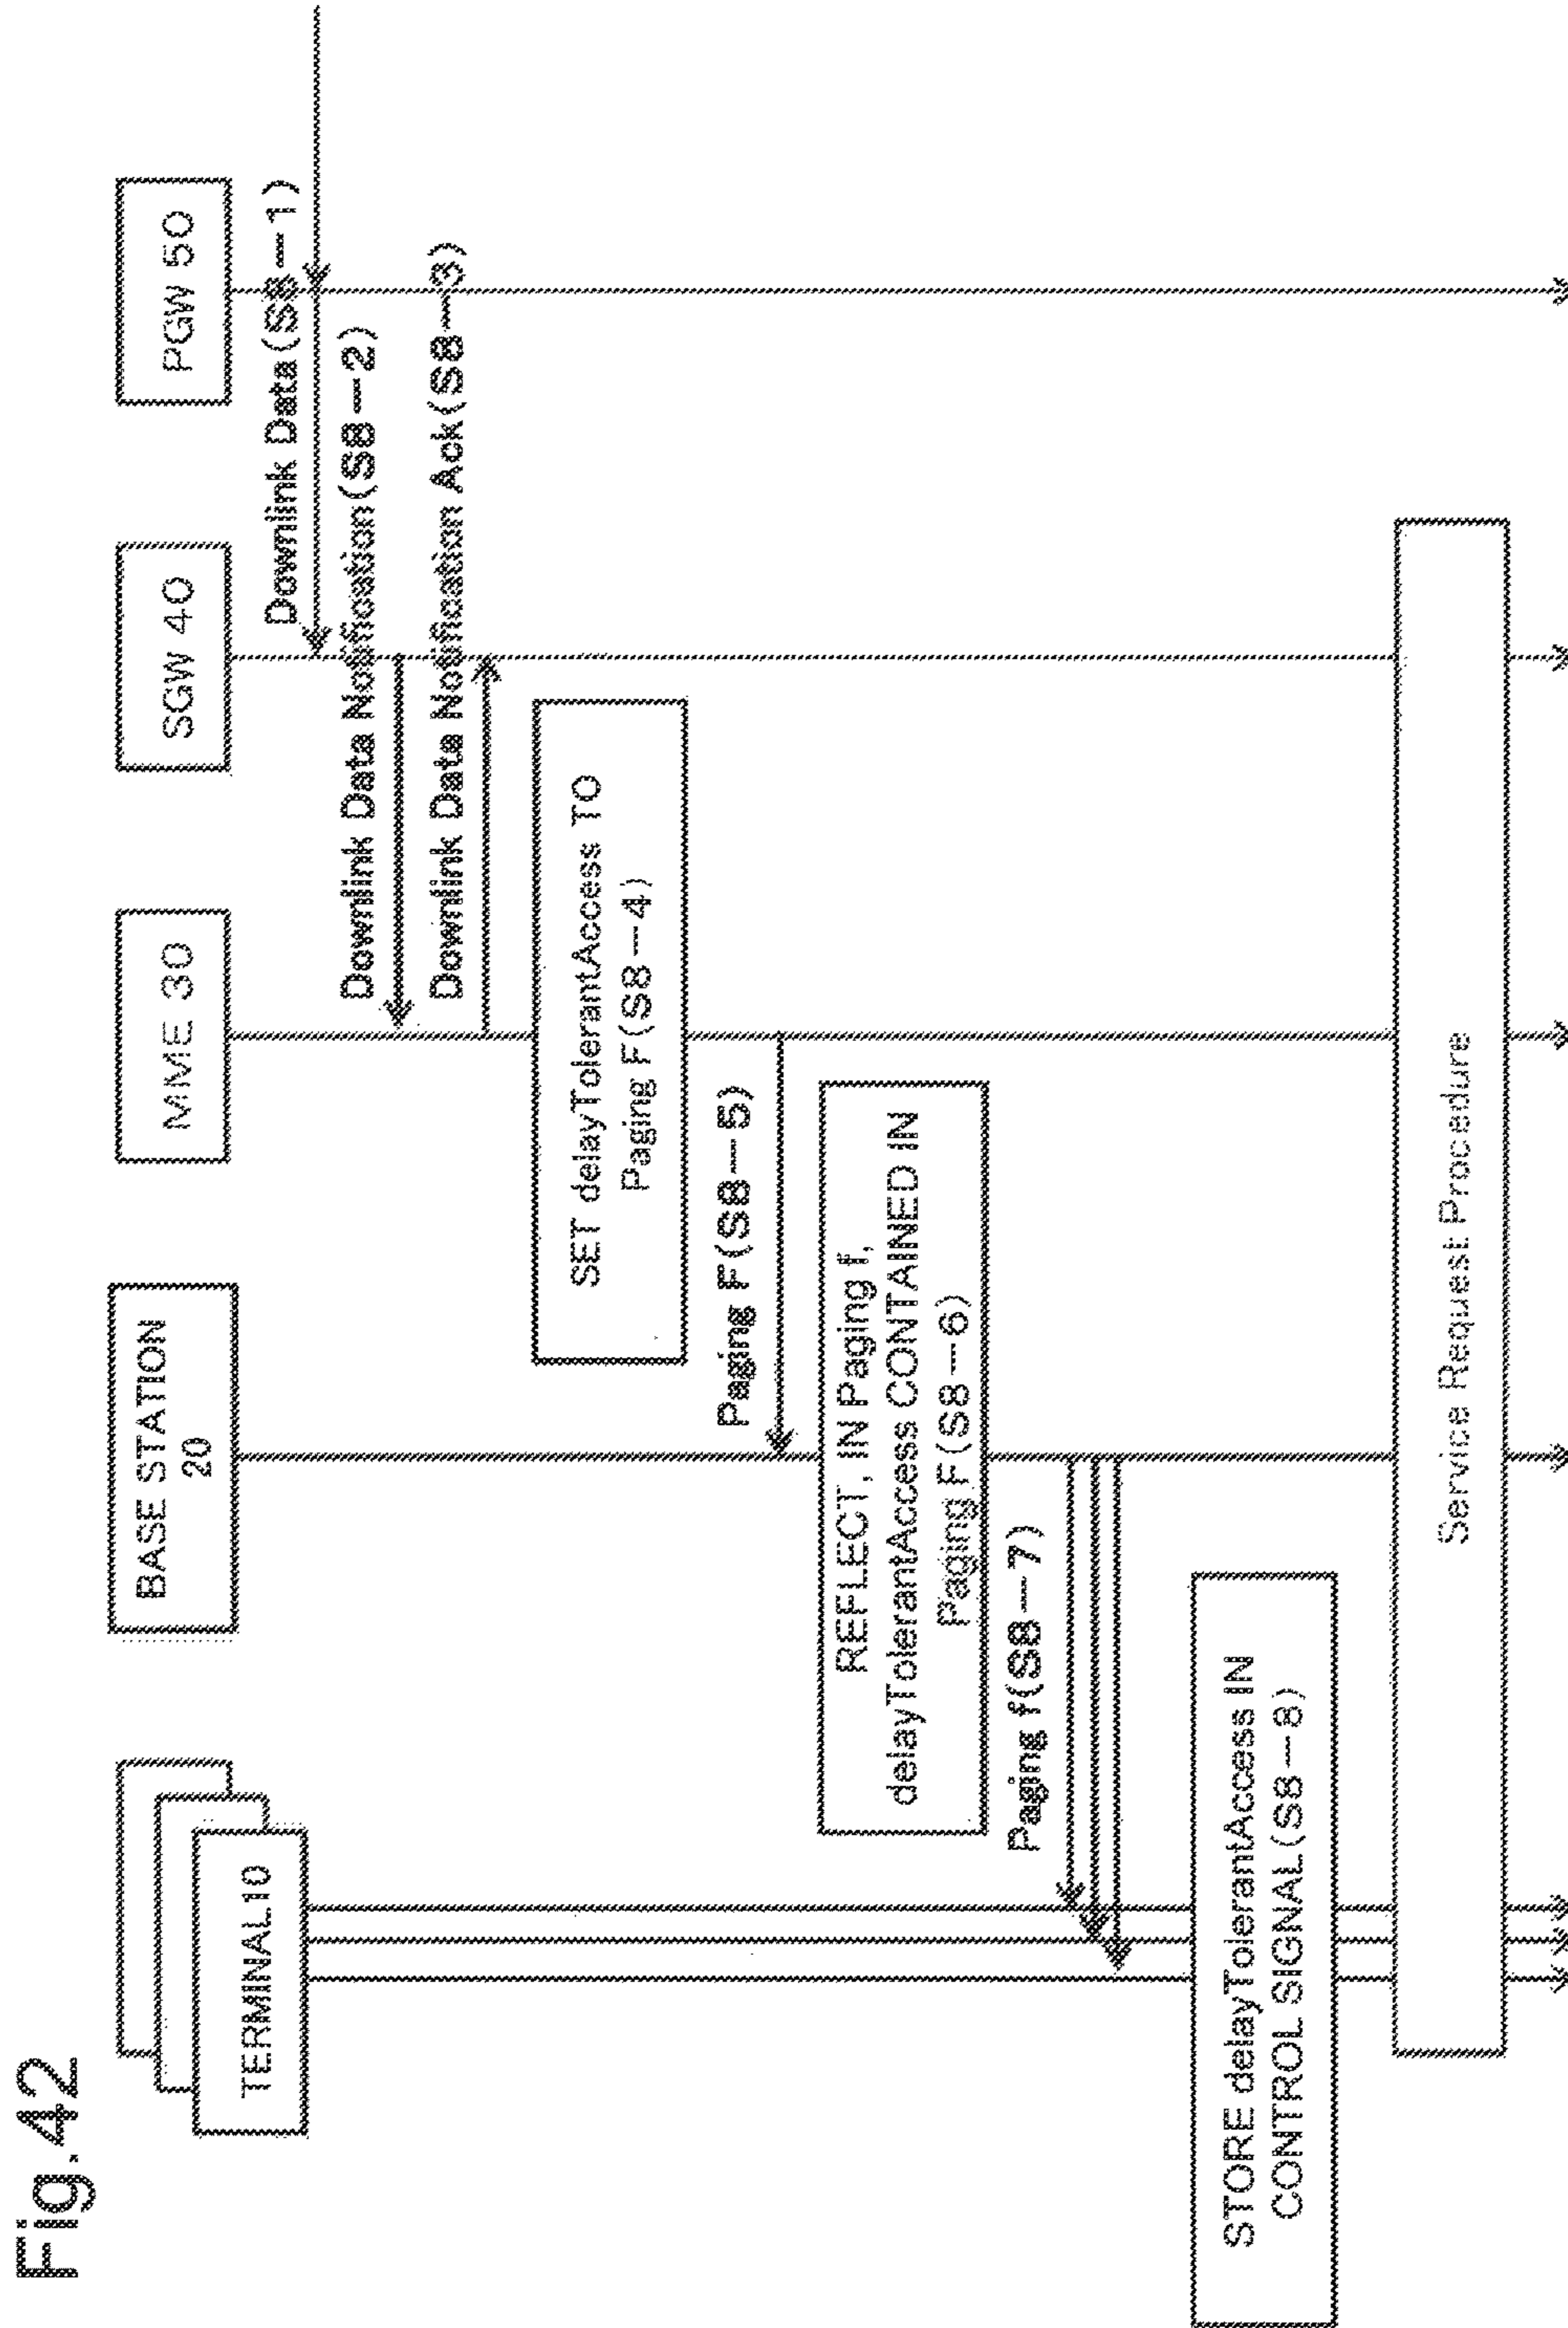 Fig.42
TERMINAL10
BASE STATION
20
MME 30
SGW 40
PGW 50
Downlink Data(S8-1)
Downlink Data Notification(S8-2)
Downlink Data Notification Ack(S8-3)
SET delayTolerantAccess TO
Paging F(S8-4)
Paging F(S8-5)
REFLECT, IN Paging f,
delayTolerantAccess CONTAINED IN
Paging F(S8-6)
Paging f(S8-7)
STORE delayTolerantAccess IN
CONTROL SIGNAL(S8-8)
Service Request Procedure